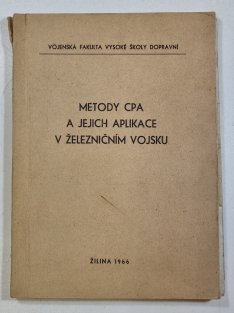 VOJENSKÁ FAKULTA VYSOKÉ ŠKOLY DOPRAVNÍ
METODY CPA
A JEJICH APLIKACE
V ŽELEZNIČNÍM VOJSKU
ŽILINA 1966